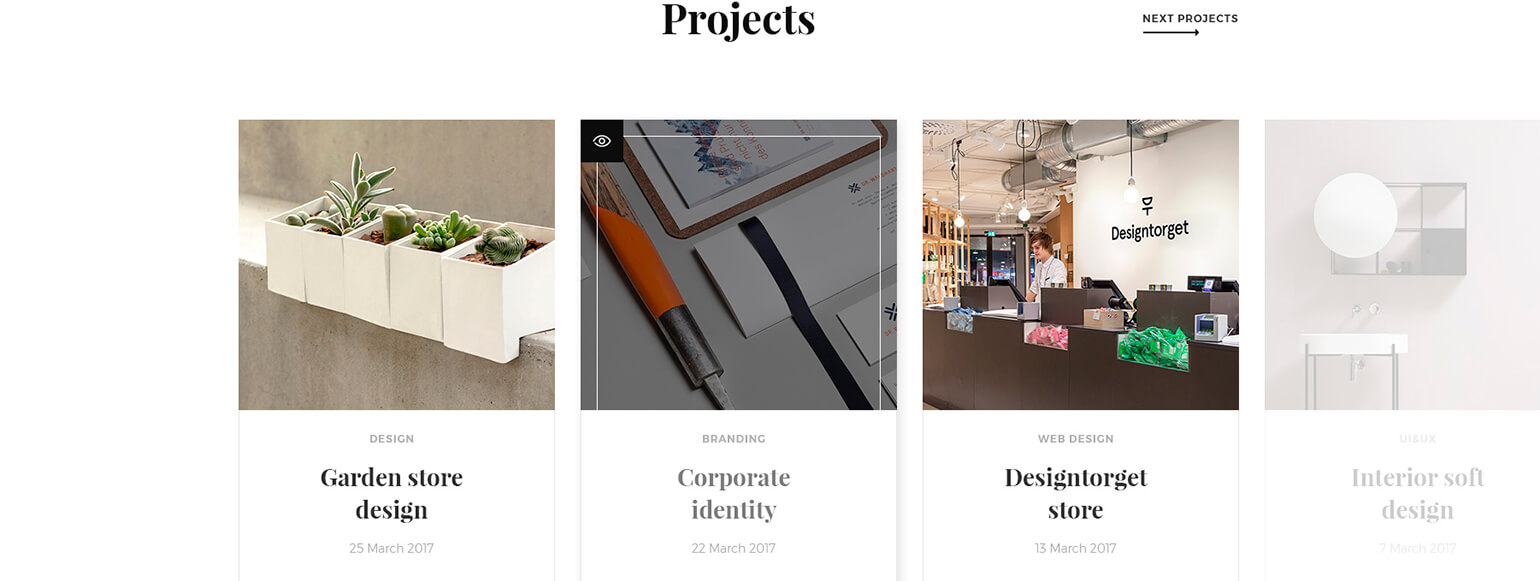 Projects
NEXT PROJECTS
Designtorget
DESIGN
Garden store
design
25 March 2017
BRANDING
Corporate
identity
22 March 2017
WEB DESIGN
Designtorget
store
13 March 2017
UI&UX
Interior soft
design
7 March 2017